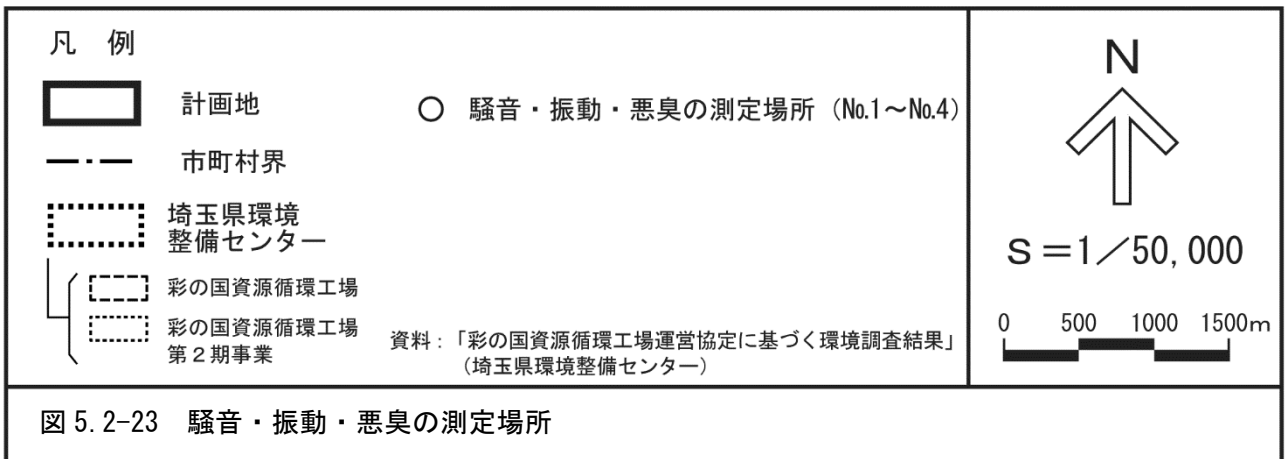 凡 例
計画地
○ 騒音・振動・悪臭の測定場所（№1～№4）
市町村界
埼玉県環境
整備センター
彩の国資源循環工場
彩の国資源循環工場
第２期事業
資料：「彩の国資源循環工場運営協定に基づく環境調査結果」
（埼玉県環境整備センター）
N
S＝1／50,000
0 500 1000 1500m
図 5.2-23 騒音・振動・悪臭の測定場所